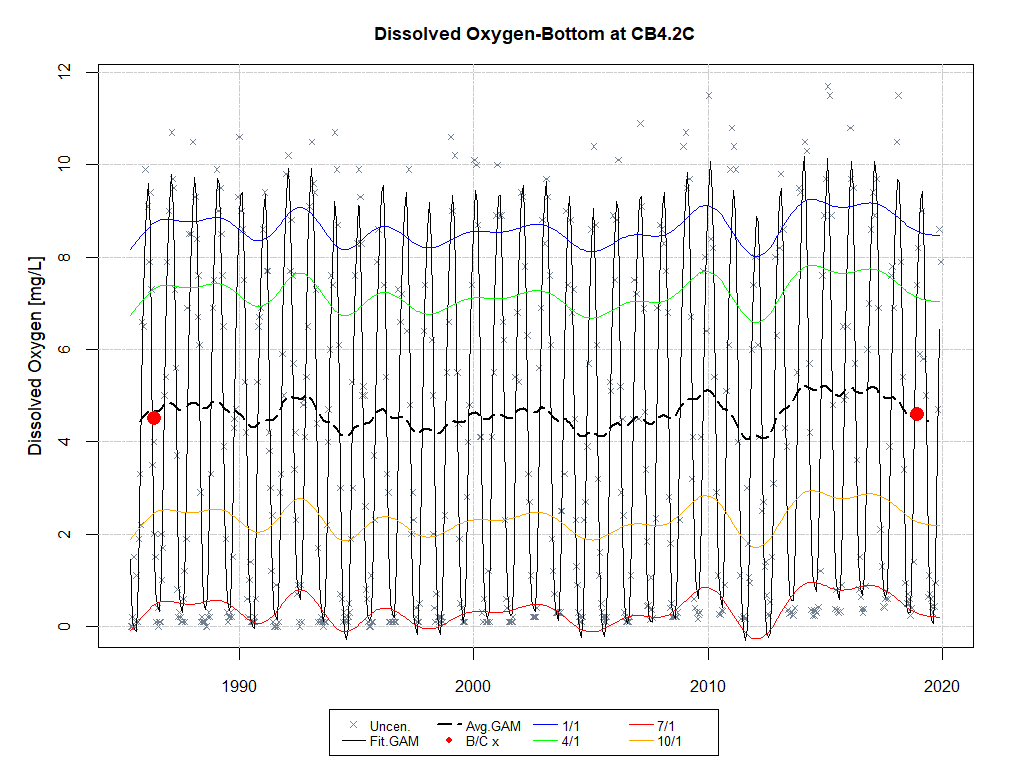 Dissolved Oxygen-Bottom at CB4.2C
Dissolved Oxygen [mg/L]
12
10
8
6
4
2
0
1990 2000 2010 2020
Uncen. Avg.GAM 1/1 7/1
Fit.GAM B/C x 4/1 10/1